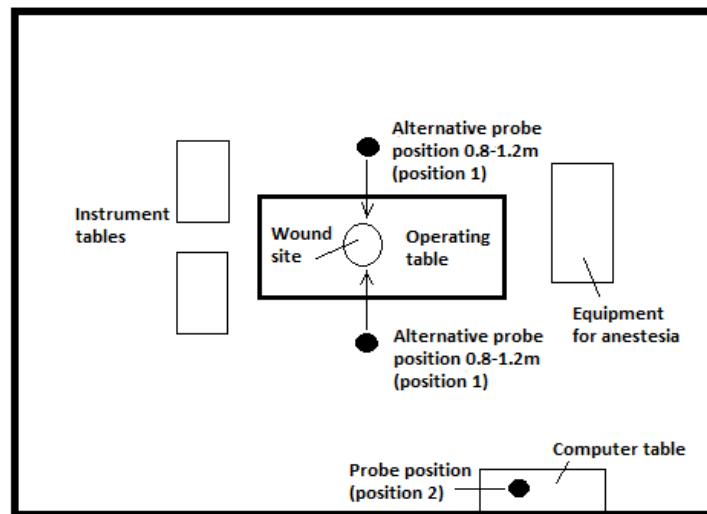 Alternative probe
position 0.8-1.2m
(position 1)
Instrument
tables
Wound
site
Operating
table
Equipment
for anestesia
Alternative probe
position 0.8-1.2m
(position 1)
Computer table
Probe position
(position 2)